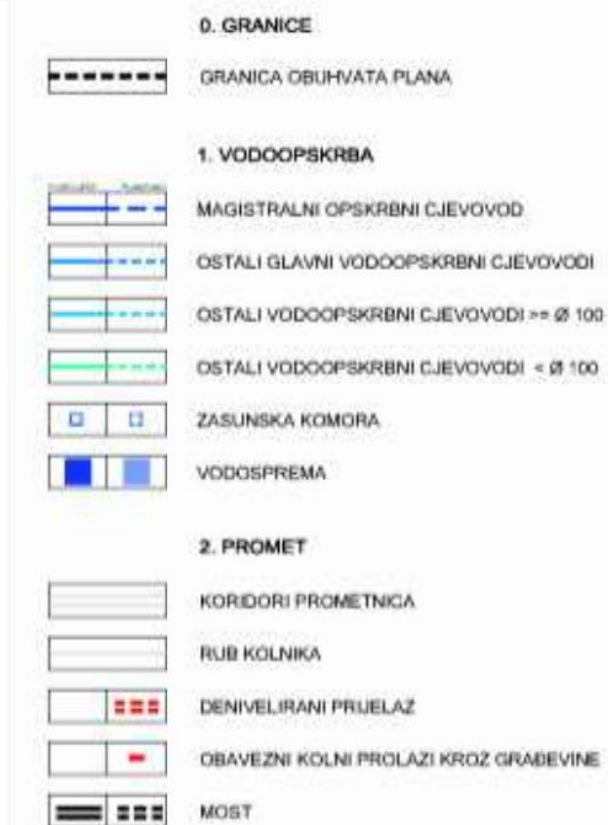 0. GRANICE
GRANICA OBUHVATA PLANA
1. VODOOPSKRBA
MAGISTRALNI OPSKRBNI CJEVOVOD
OSTALI GLAVNI VODOOPSKRBNI CJEVOVODI
OSTALI VODOOPSKRBNI CJEVOVODI >= Ø 100
OSTALI VODOOPSKRBNI CJEVOVODI < Ø 100
ZASUNSKA KOMORA
VODOSPREMA
2. PROMET
KORIDORI PROMETNICA
RUB KOLNIKA
DENIVELIRANI PRIJELAZ
OBAVEZNI KOLNI PROLAZI KROZ GRAĐEVINE
MOST